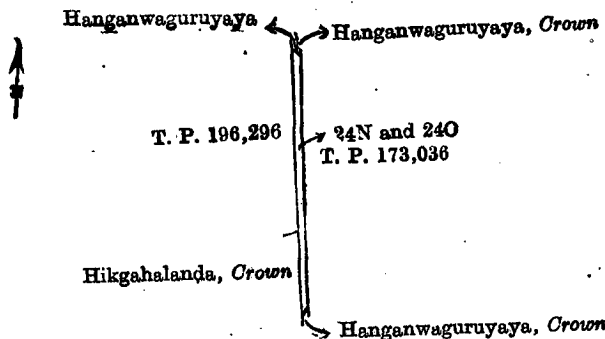 Hanganwaguruyaya
Hanganwaguruyaya, Crown
T. P. 196,296
24N and 24O
T. P. 173,036
Hikgahalanda, Crown
Hanganwaguruyaya, Crown